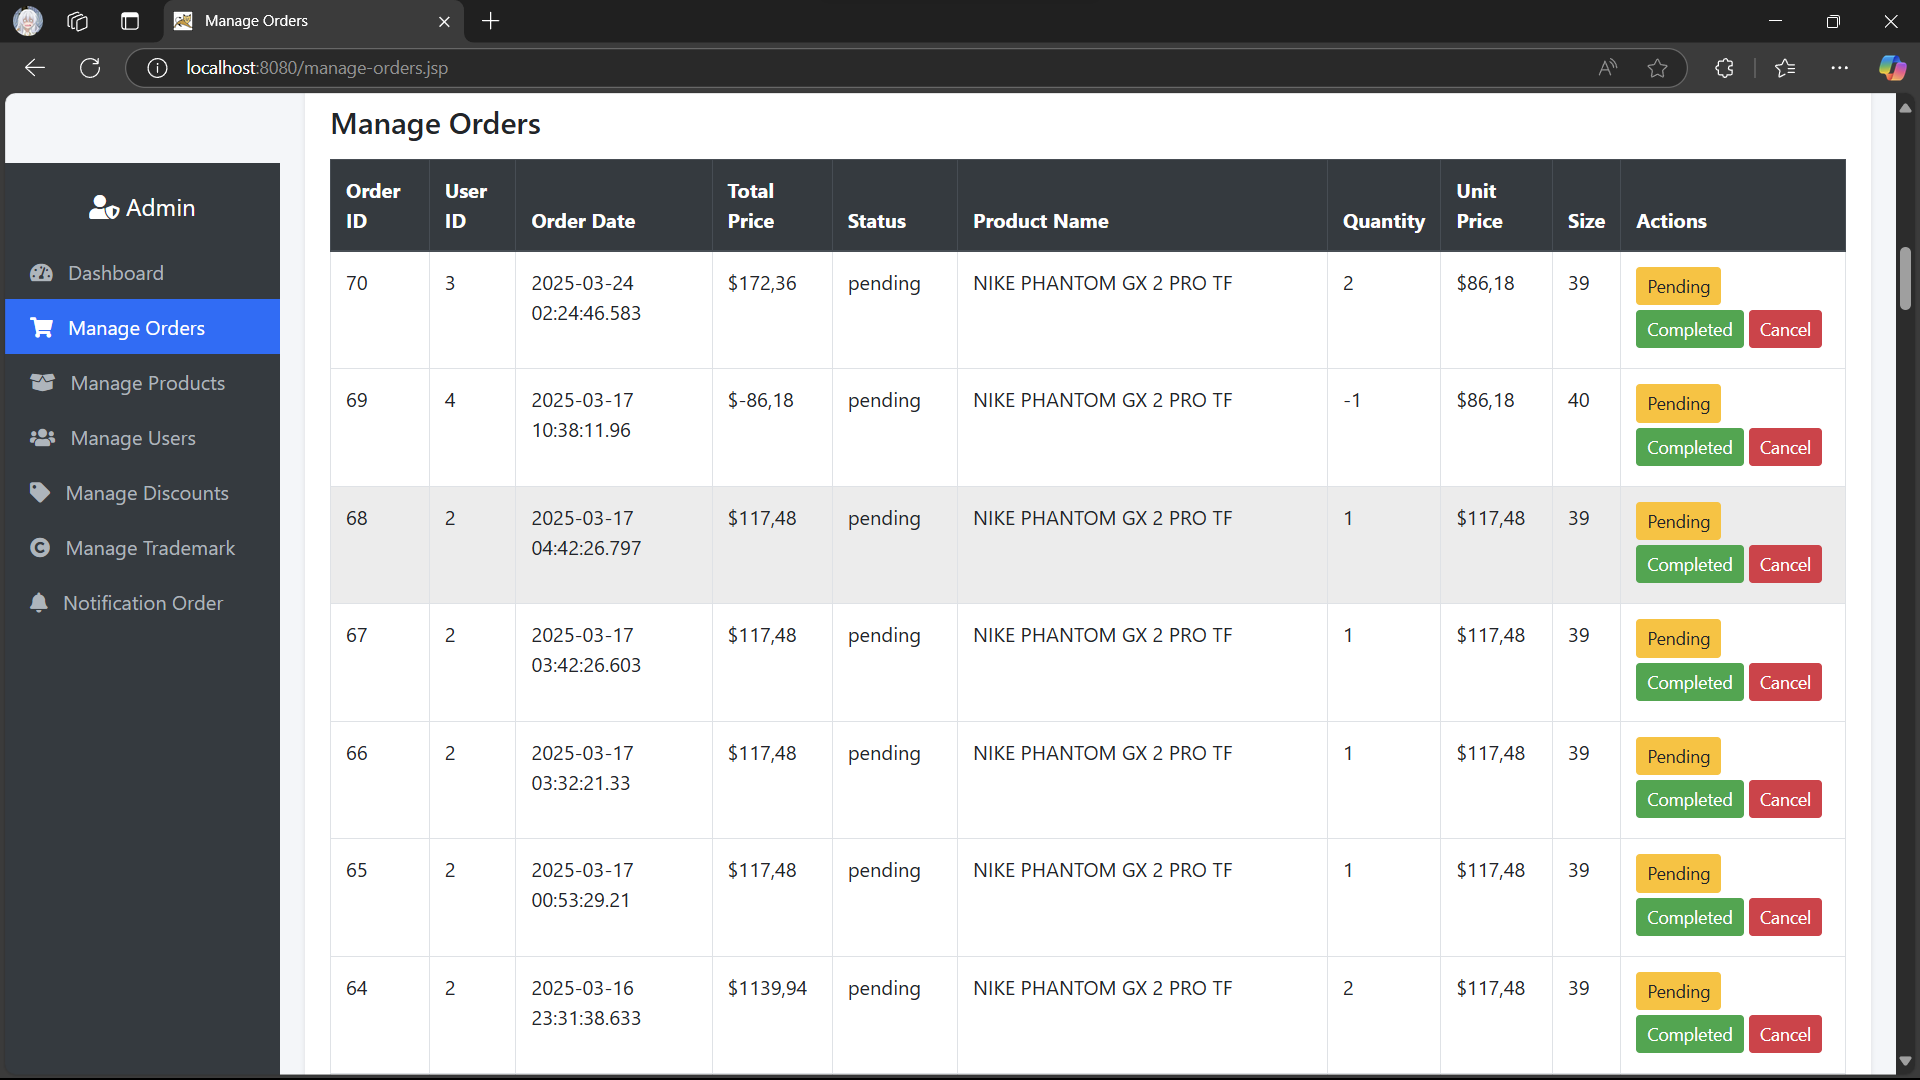 Manage Orders
localhost:8080/manage-orders.jsp
Admin
Dashboard
Manage Orders
Manage Products
Manage Users
Manage Discounts
Manage Trademark
Notification Order
Manage Orders
Order ID User ID Order Date Total Price Status Product Name Quantity Unit Price Size Actions
70 3 2025-03-24 02:24:46.583 $172,36 pending NIKE PHANTOM GX 2 PRO TF 2 $86,18 39 Pending Completed Cancel
69 4 2025-03-17 10:38:11.96 $-86,18 pending NIKE PHANTOM GX 2 PRO TF -1 $86,18 40 Pending Completed Cancel
68 2 2025-03-17 04:42:26.797 $117,48 pending NIKE PHANTOM GX 2 PRO TF 1 $117,48 39 Pending Completed Cancel
67 2 2025-03-17 03:42:26.603 $117,48 pending NIKE PHANTOM GX 2 PRO TF 1 $117,48 39 Pending Completed Cancel
66 2 2025-03-17 03:32:21.33 $117,48 pending NIKE PHANTOM GX 2 PRO TF 1 $117,48 39 Pending Completed Cancel
65 2 2025-03-17 00:53:29.21 $117,48 pending NIKE PHANTOM GX 2 PRO TF 1 $117,48 39 Pending Completed Cancel
64 2 2025-03-16 23:31:38.633 $1139,94 pending NIKE PHANTOM GX 2 PRO TF 2 $117,48 39 Pending Completed Cancel